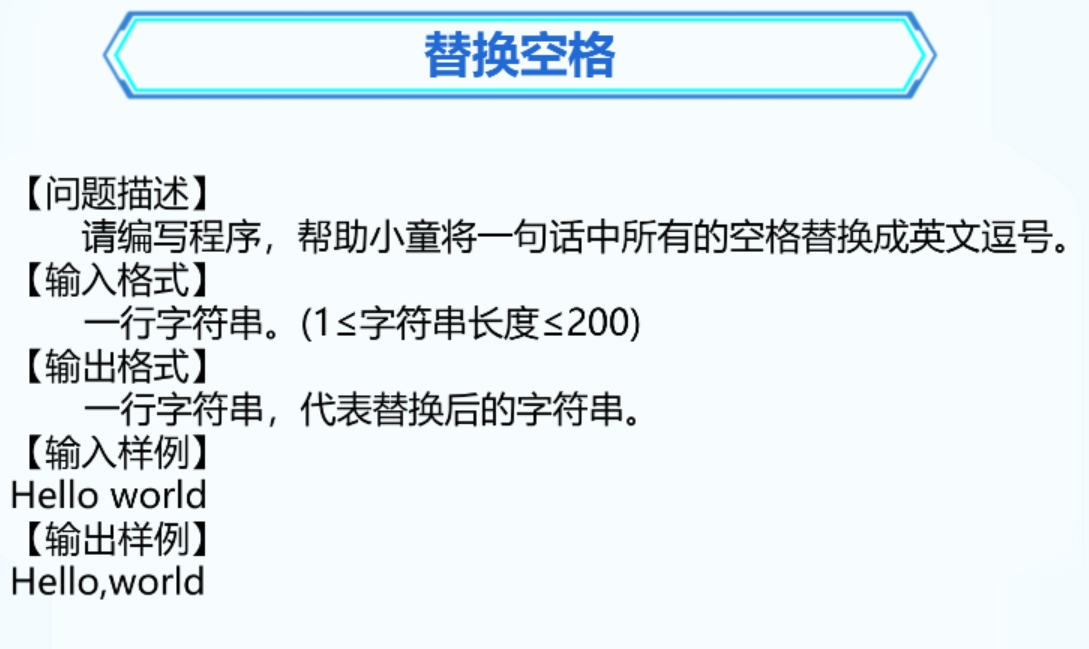 替换空格
【问题描述】
请编写程序，帮助小童将一句话中所有的空格替换成英文逗号。
【输入格式】
一行字符串。(1≤字符串长度≤200)
【输出格式】
一行字符串，代表替换后的字符串。
【输入样例】
Hello world
【输出样例】
Hello,world